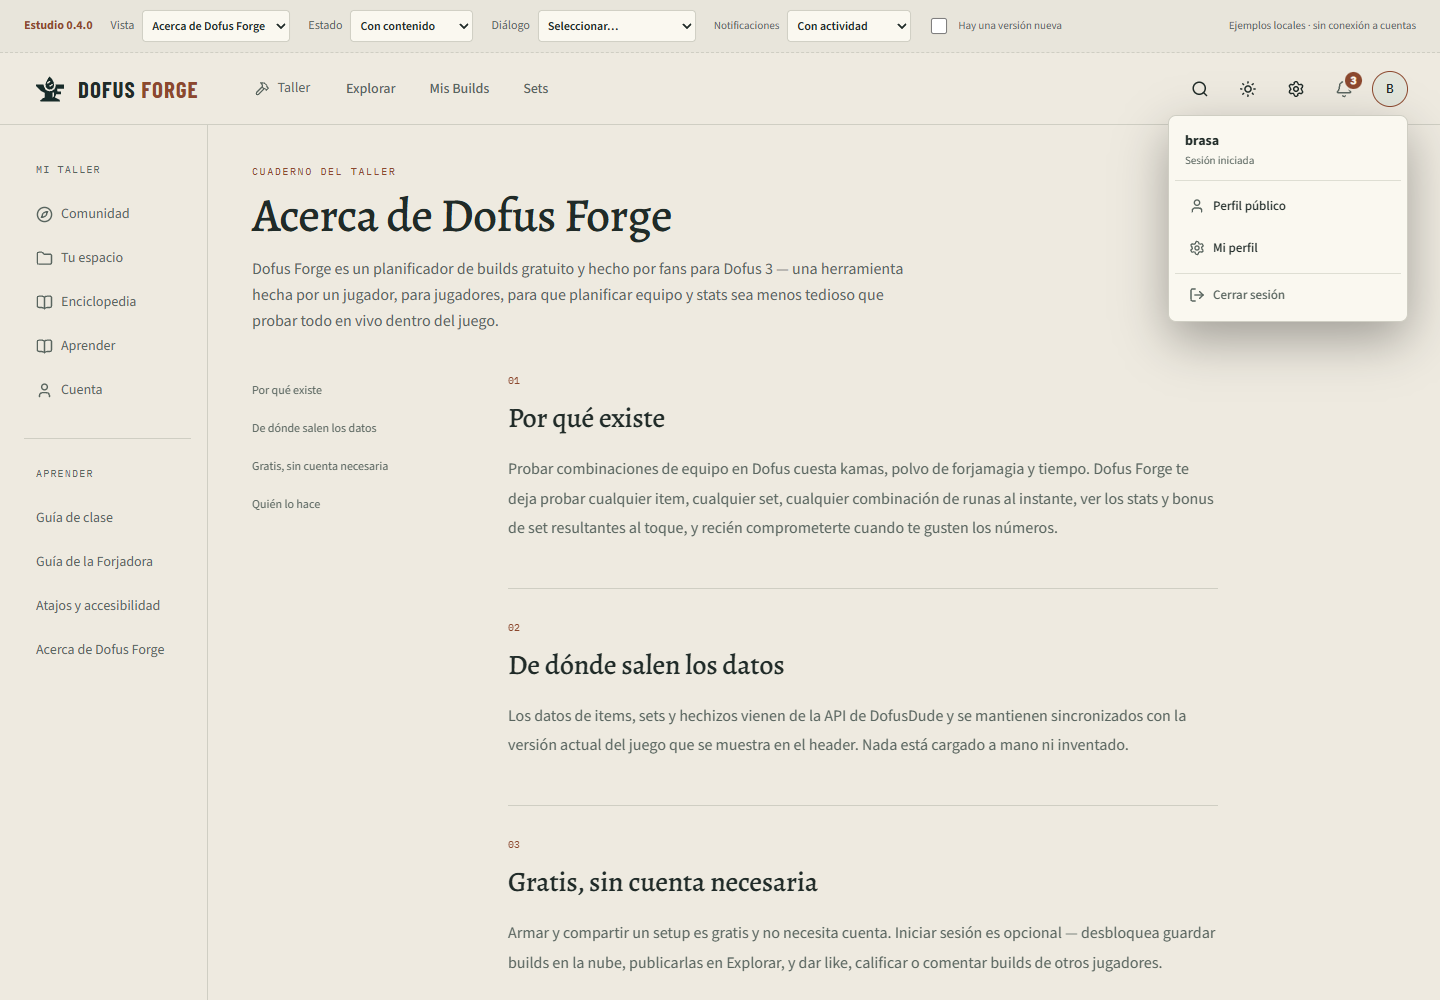 Estudio 0.4.0 Vista Acerca de Dofus Forge Estado Con contenido Diálogo Seleccionar... Notificaciones Con actividad Hay una versión nueva Ejemplos locales · sin conexión a cuentas
DOFUS FORGE Taller Explorar Mis Builds Sets 3 B
brasa
Sesión iniciada
Perfil público
Mi perfil
Cerrar sesión
MI TALLER
Comunidad
Tu espacio
Enciclopedia
Aprender
Cuenta
APRENDER
Guía de clase
Guía de la Forjadora
Atajos y accesibilidad
Acerca de Dofus Forge
CUADERNO DEL TALLER
Acerca de Dofus Forge
Dofus Forge es un planificador de builds gratuito y hecho por fans para Dofus 3 — una herramienta
hecha por un jugador, para jugadores, para que planificar equipo y stats sea menos tedioso que
probar todo en vivo dentro del juego.
Por qué existe
De dónde salen los datos
Gratis, sin cuenta necesaria
Quién lo hace
01
Por qué existe
Probar combinaciones de equipo en Dofus cuesta kamas, polvo de forjamagia y tiempo. Dofus Forge te
deja probar cualquier item, cualquier set, cualquier combinación de runas al instante, ver los stats y bonus
de set resultantes al toque, y recién comprometerte cuando te gusten los números.
02
De dónde salen los datos
Los datos de items, sets y hechizos vienen de la API de DofusDude y se mantienen sincronizados con la
versión actual del juego que se muestra en el header. Nada está cargado a mano ni inventado.
03
Gratis, sin cuenta necesaria
Armar y compartir un setup es gratis y no necesita cuenta. Iniciar sesión es opcional — desbloquea guardar
builds en la nube, publicarlas en Explorar, y dar like, calificar o comentar builds de otros jugadores.